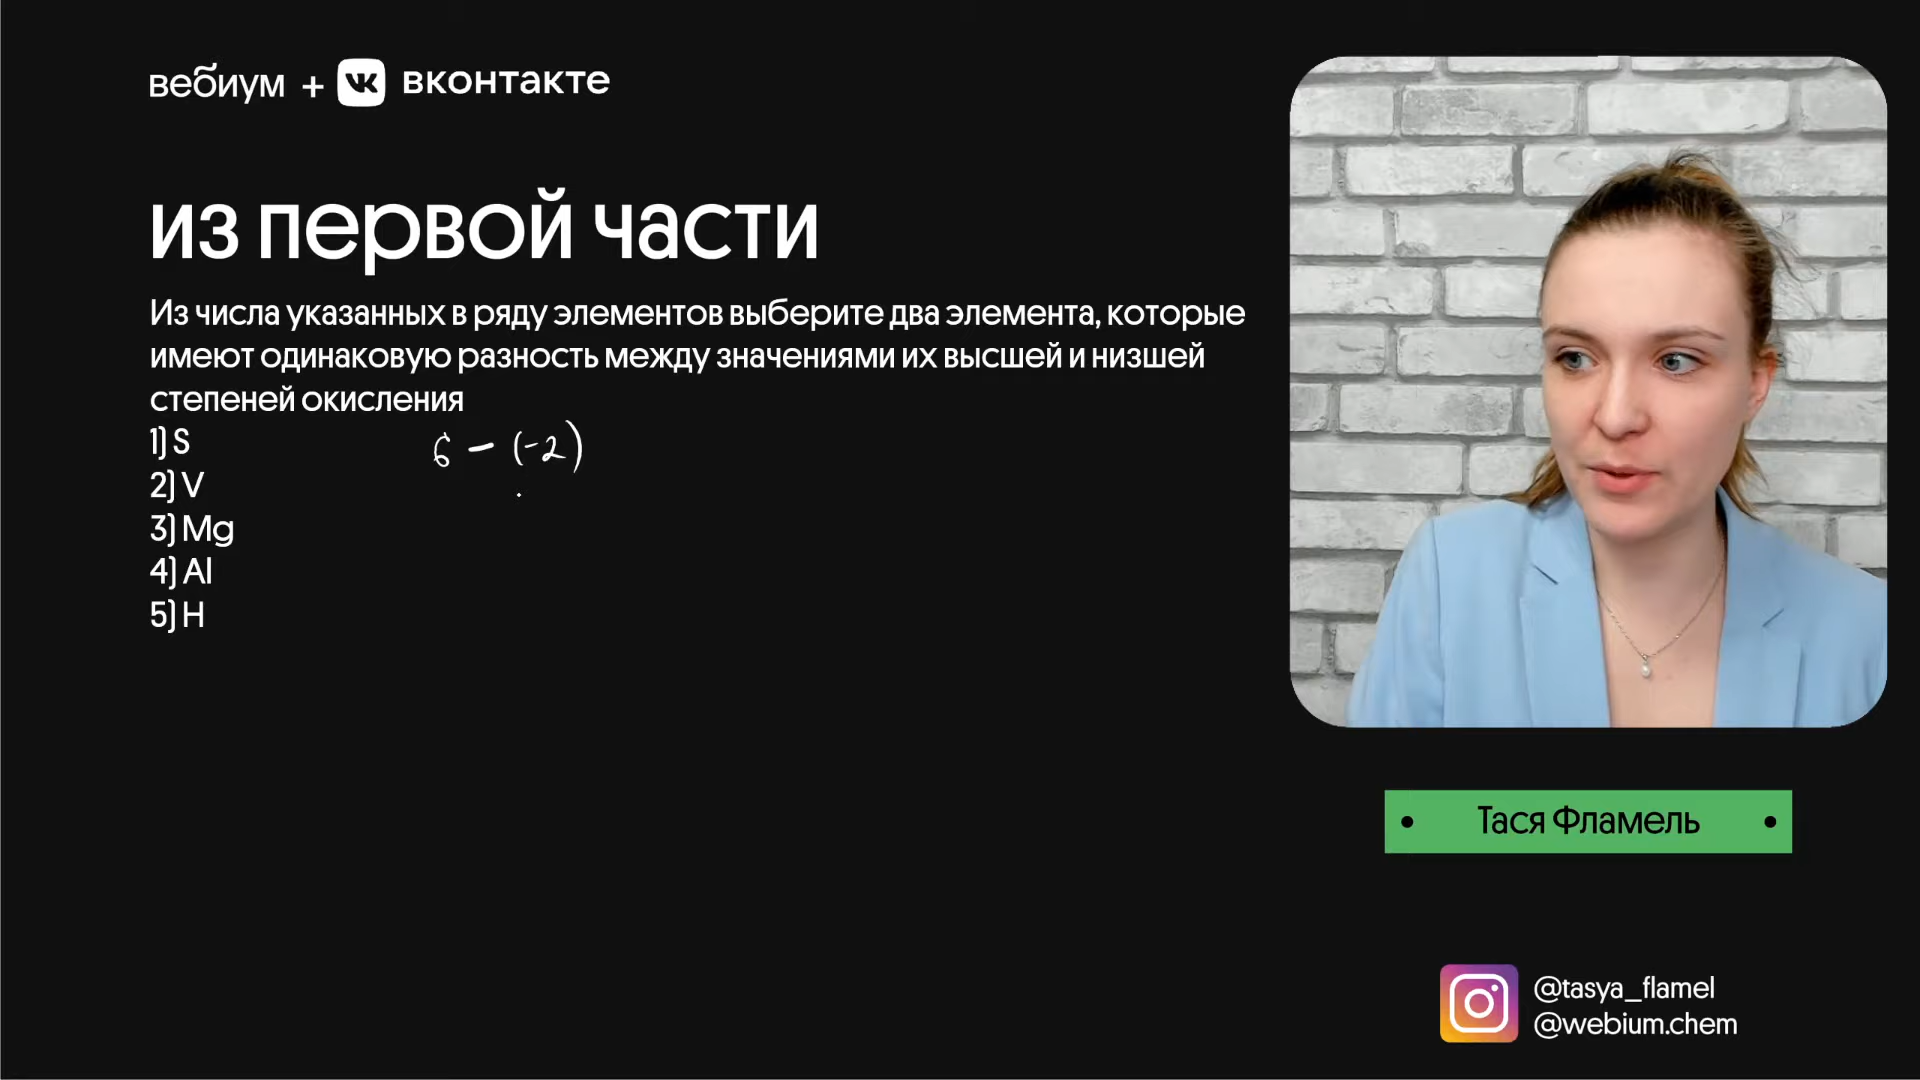 вебиум + вконтакте
из первой части
Из числа указанных в ряду элементов выберите два элемента, которые
имеют одинаковую разность между значениями их высшей и низшей
степеней окисления
1) S
6 - (-2)
2) V
3) Mg
4) Al
5) H
• Тася Фламель •
@tasya_flamel
@webium.chem